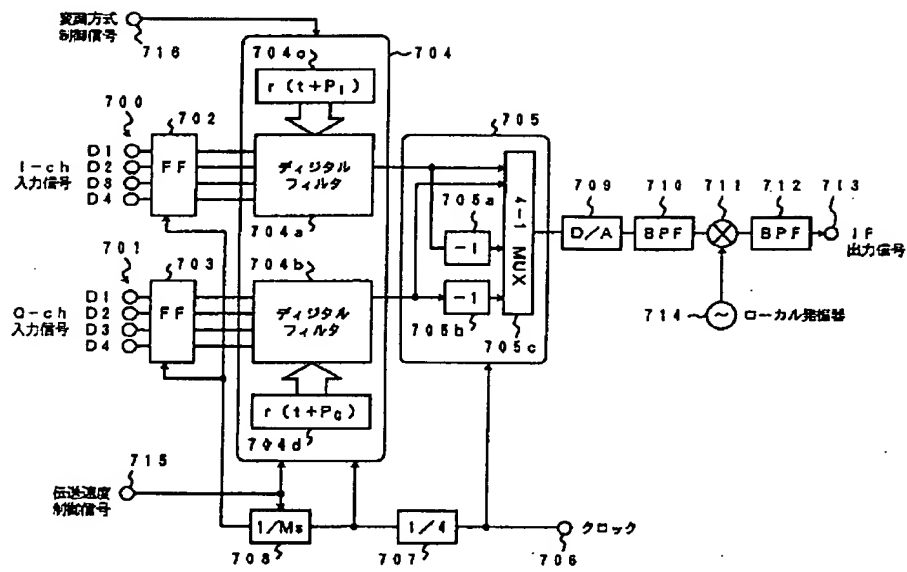 変調方式
制御信号
716
704c
704
r(t+PI)
700
702
I-ch
入力信号
D1
D2
D3
D4
FF
ディジタル
フィルタ
704a
705
705a
-1
4-1 MUX
709
710
711
712
713
D/A
BPF
BPF
IF
出力信号
701
703
704b
Q-ch
入力信号
D1
D2
D3
D4
FF
ディジタル
フィルタ
-1
705b
705c
714
ローカル発振器
r(t+PQ)
704d
715
伝送速度
制御信号
1/Ms
708
1/4
707
クロック
706